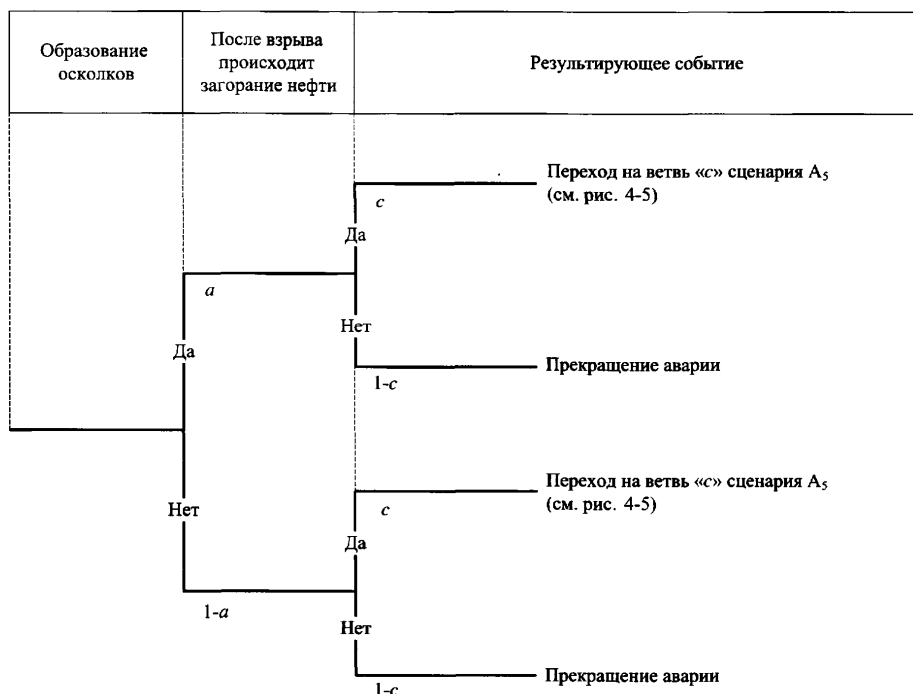 Образование
осколков
После взрыва
происходит
загорание нефти
Результирующее событие
Переход на ветвь «с» сценария А₅
(см. рис. 4-5)
c
Да
a
Нет
Да
Прекращение аварии
1-c
Переход на ветвь «с» сценария А₅
(см. рис. 4-5)
Нет
c
Да
1-a
Нет
Прекращение аварии
1-c